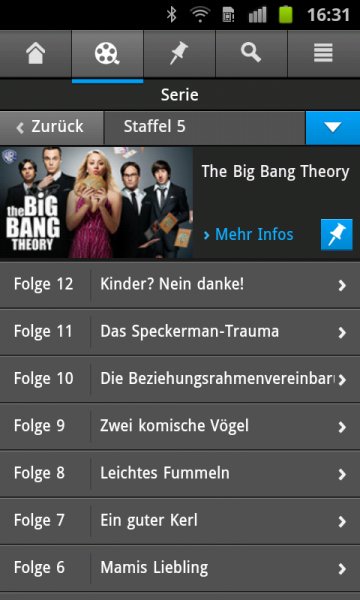 16:31
Serie
Zurück
Staffel 5
WB
the BIG
BANG
THEORY
The Big Bang Theory
Mehr Infos
Folge 12 Kinder? Nein danke!
Folge 11 Das Speckerman-Trauma
Folge 10 Die Beziehungsrahmenvereinbaru
Folge 9 Zwei komische Vögel
Folge 8 Leichtes Fummeln
Folge 7 Ein guter Kerl
Folge 6 Mamis Liebling